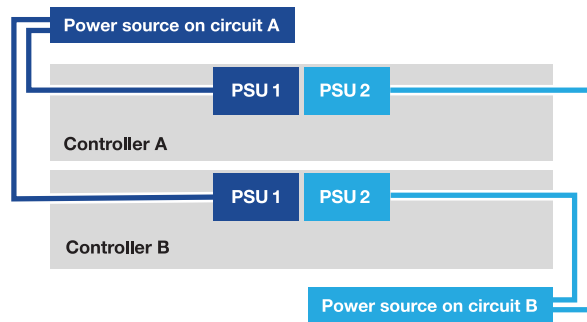 Power source on circuit A
PSU 1
PSU 2
Controller A
PSU 1
PSU 2
Controller B
Power source on circuit B